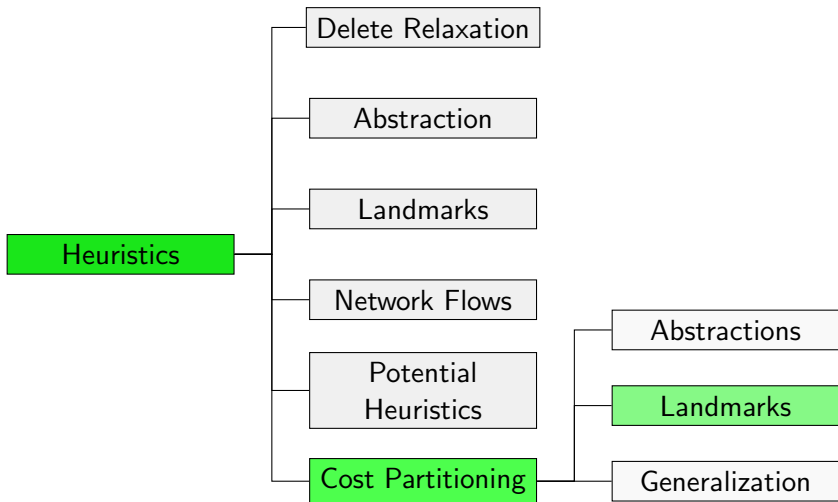 Delete Relaxation
Abstraction
Landmarks
Heuristics
Network Flows
Abstractions
Potential
Heuristics
Landmarks
Cost Partitioning
Generalization